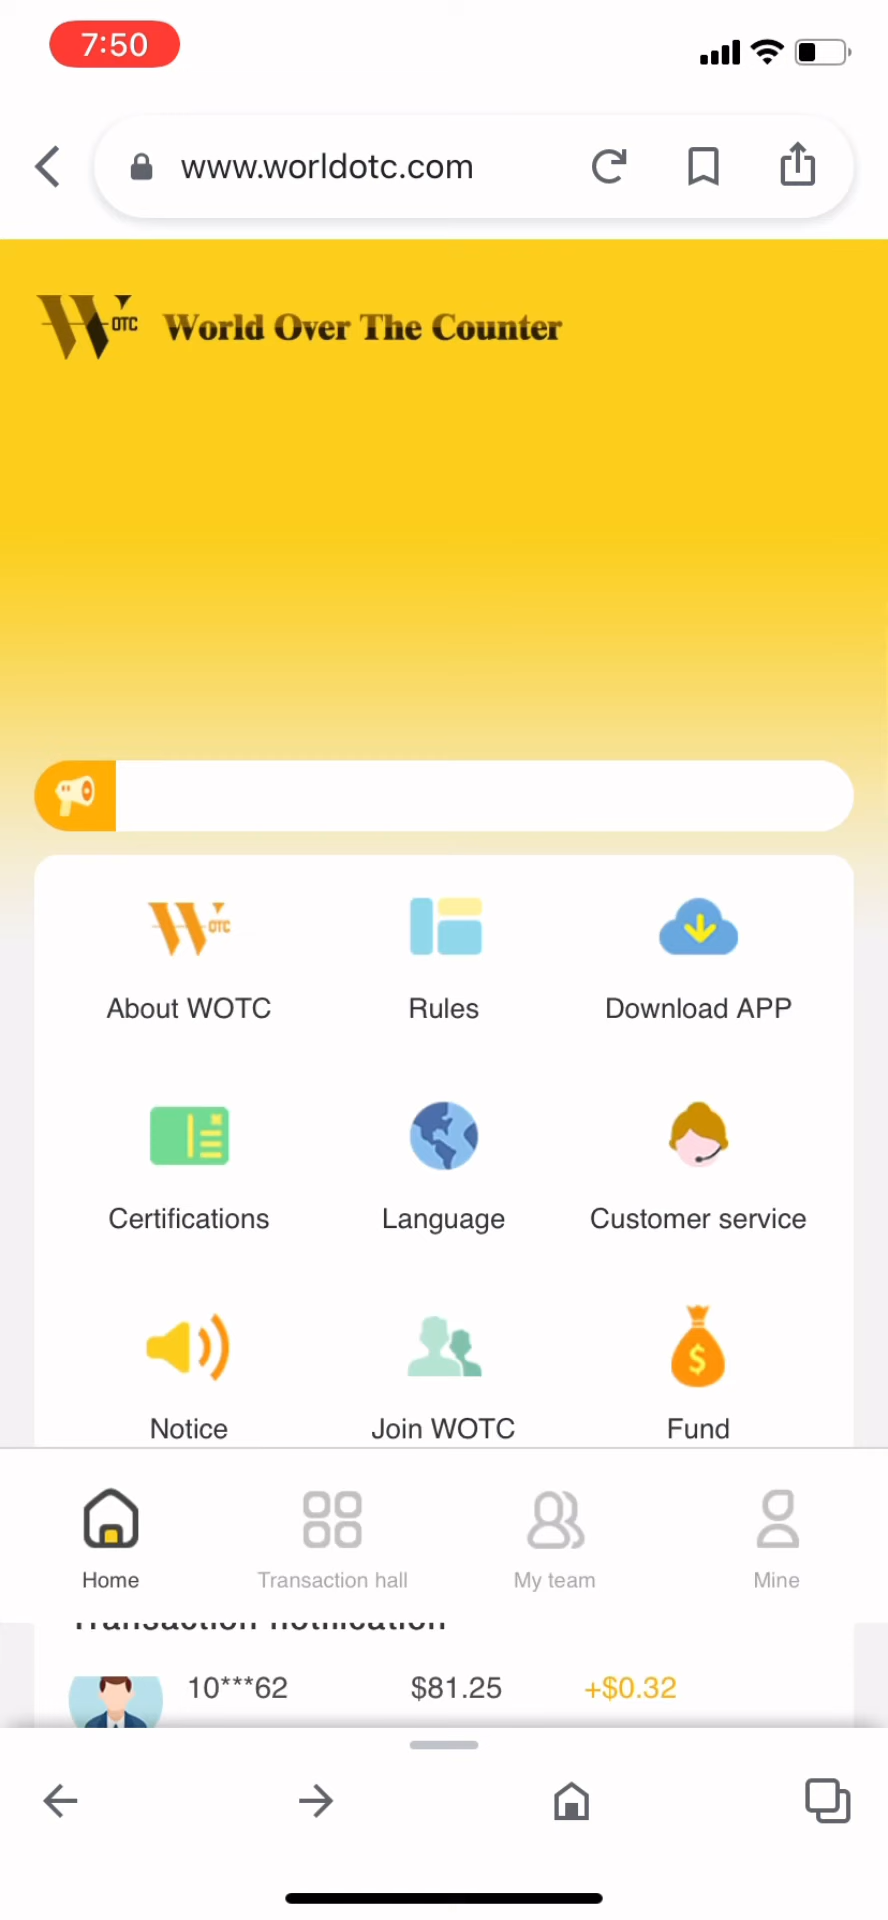 7:50
www.worldotc.com
OTC
World Over The Counter
OTC
About WOTC
Rules
Download APP
Certifications
Language
Customer service
$
Notice
Join WOTC
Fund
Home
Transaction hall
My team
Mine
Transaction notification
10***62
$81.25
+$0.32